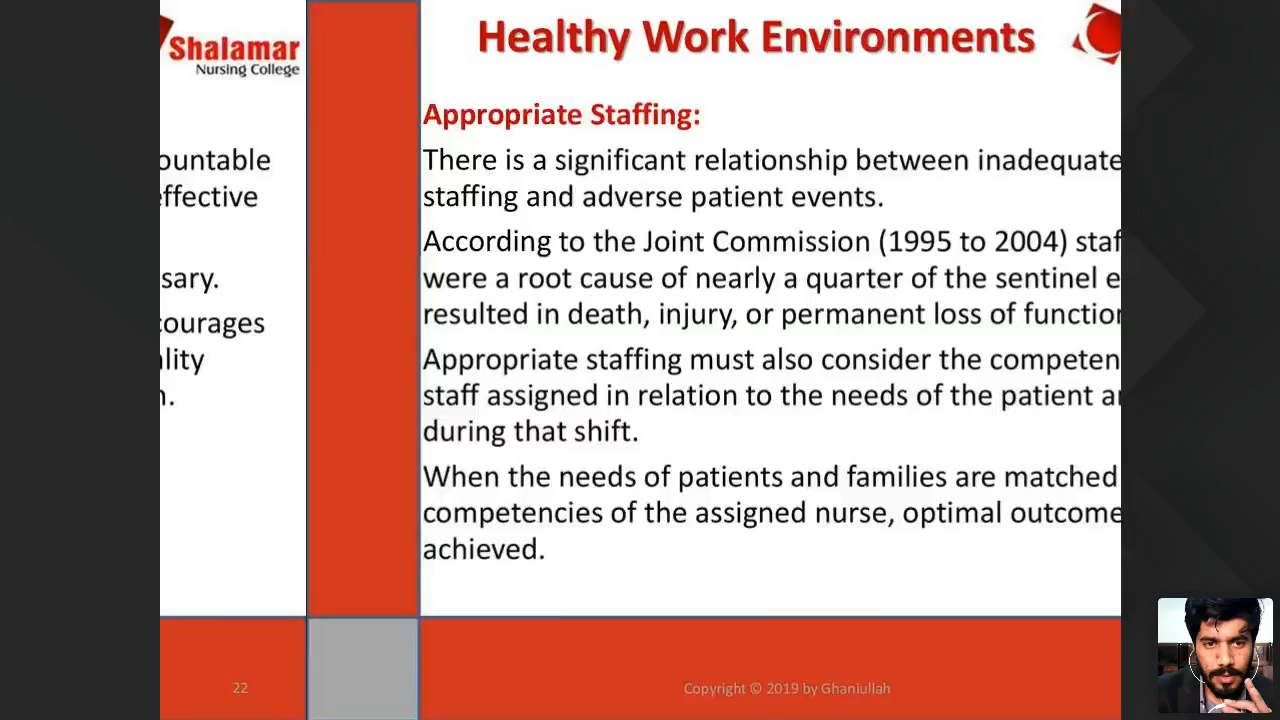 Shalamar
Nursing College
ountable
effective
sary.
courages
ality
22
Healthy Work Environments
Appropriate Staffing:
There is a significant relationship between inadequate
staffing and adverse patient events.
According to the Joint Commission (1995 to 2004) staf
were a root cause of nearly a quarter of the sentinel e
resulted in death, injury, or permanent loss of function
Appropriate staffing must also consider the competen
staff assigned in relation to the needs of the patient a
during that shift.
When the needs of patients and families are matched
competencies of the assigned nurse, optimal outcome
achieved.
Copyright © 2019 by Ghaniullah